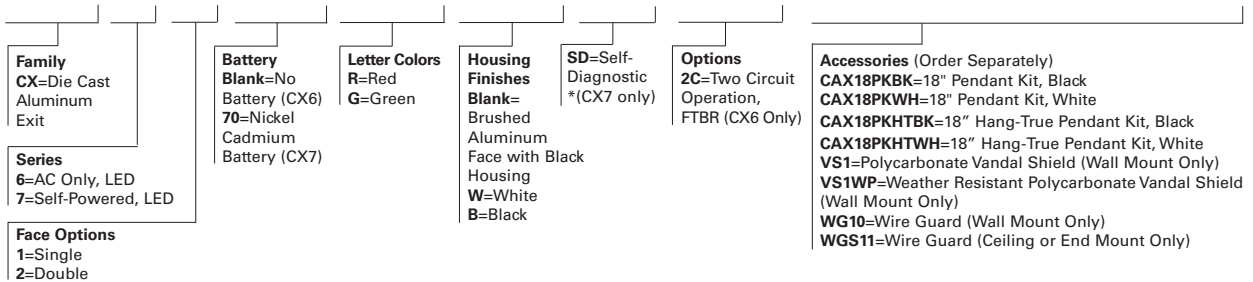 Family
CX=Die Cast
Aluminum
Exit
Series
6=AC Only, LED
7=Self-Powered, LED
Face Options
1=Single
2=Double
Battery
Blank=No
Battery (CX6)
70=Nickel
Cadmium
Battery (CX7)
Letter Colors
R=Red
G=Green
Housing
Finishes
Blank=
Brushed
Aluminum
Face with Black
Housing
W=White
B=Black
SD=Self-
Diagnostic
*(CX7 only)
Options
2C=Two Circuit
Operation,
FTBR (CX6 Only)
Accessories (Order Separately)
CAX18PKBK=18" Pendant Kit, Black
CAX18PKWH=18" Pendant Kit, White
CAX18PKHTBK=18” Hang-True Pendant Kit, Black
CAX18PKHTWH=18” Hang-True Pendant Kit, White
VS1=Polycarbonate Vandal Shield (Wall Mount Only)
VS1WP=Weather Resistant Polycarbonate Vandal Shield
(Wall Mount Only)
WG10=Wire Guard (Wall Mount Only)
WGS11=Wire Guard (Ceiling or End Mount Only)